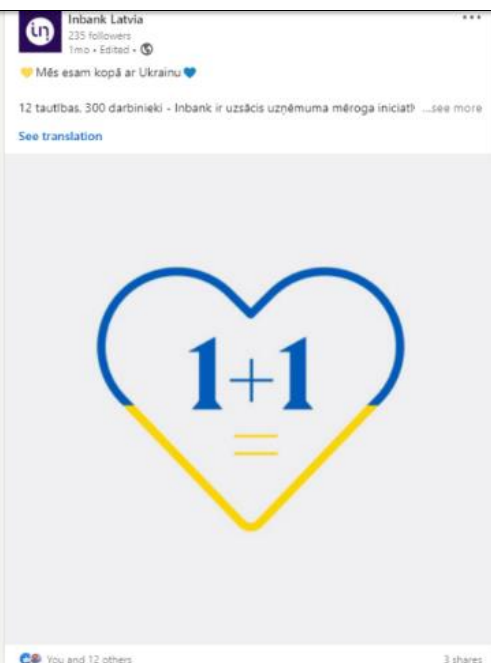 in
Inbank Latvia
235 followers
1mo • Edited •
💛 Mēs esam kopā ar Ukrainu 💙
12 tautības, 300 darbinieki - Inbank ir uzsācis uzņēmuma mēroga iniciatī ...see more
See translation
1+1
=
You and 12 others
3 shares